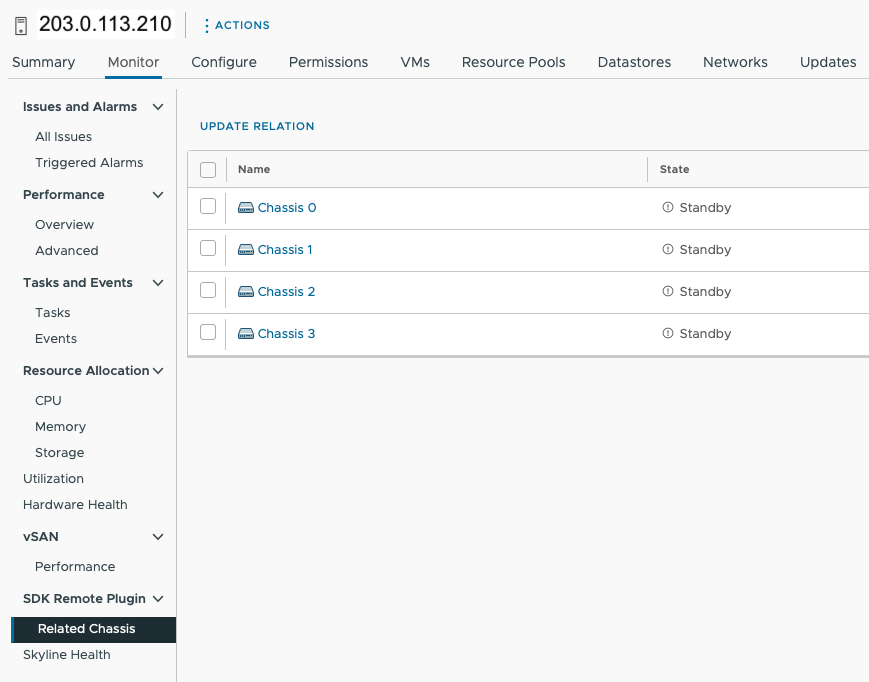 203.0.113.210 ACTIONS
Summary Monitor Configure Permissions VMs Resource Pools Datastores Networks Updates
Issues and Alarms
All Issues
Triggered Alarms
Performance
Overview
Advanced
Tasks and Events
Tasks
Events
Resource Allocation
CPU
Memory
Storage
Utilization
Hardware Health
vSAN
Performance
SDK Remote Plugin
Related Chassis
Skyline Health
UPDATE RELATION
Name State
Chassis 0 Standby
Chassis 1 Standby
Chassis 2 Standby
Chassis 3 Standby